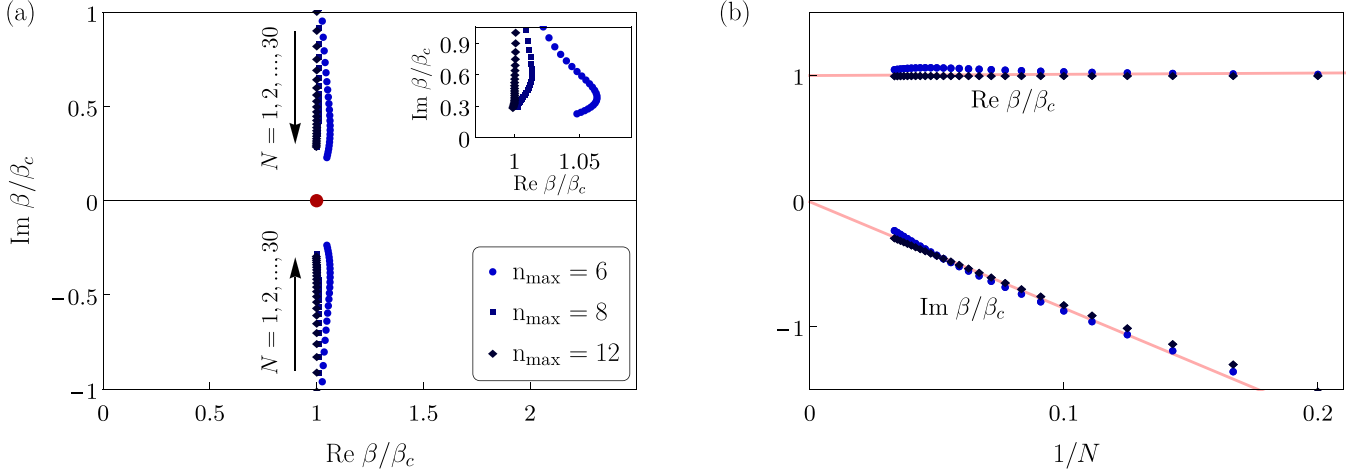 (a)
1
0.5
0
−0.5
−1
Im β/β_c
0
0.5
1
1.5
2
Re β/β_c
N = 1, 2, ..., 30
N = 1, 2, ..., 30
0.9
0.6
0.3
0
Im β/β_c
1
1.05
Re β/β_c
n_max = 6
n_max = 8
n_max = 12
(b)
1
0
−1
Re β/β_c
Im β/β_c
0
0.1
0.2
1/N